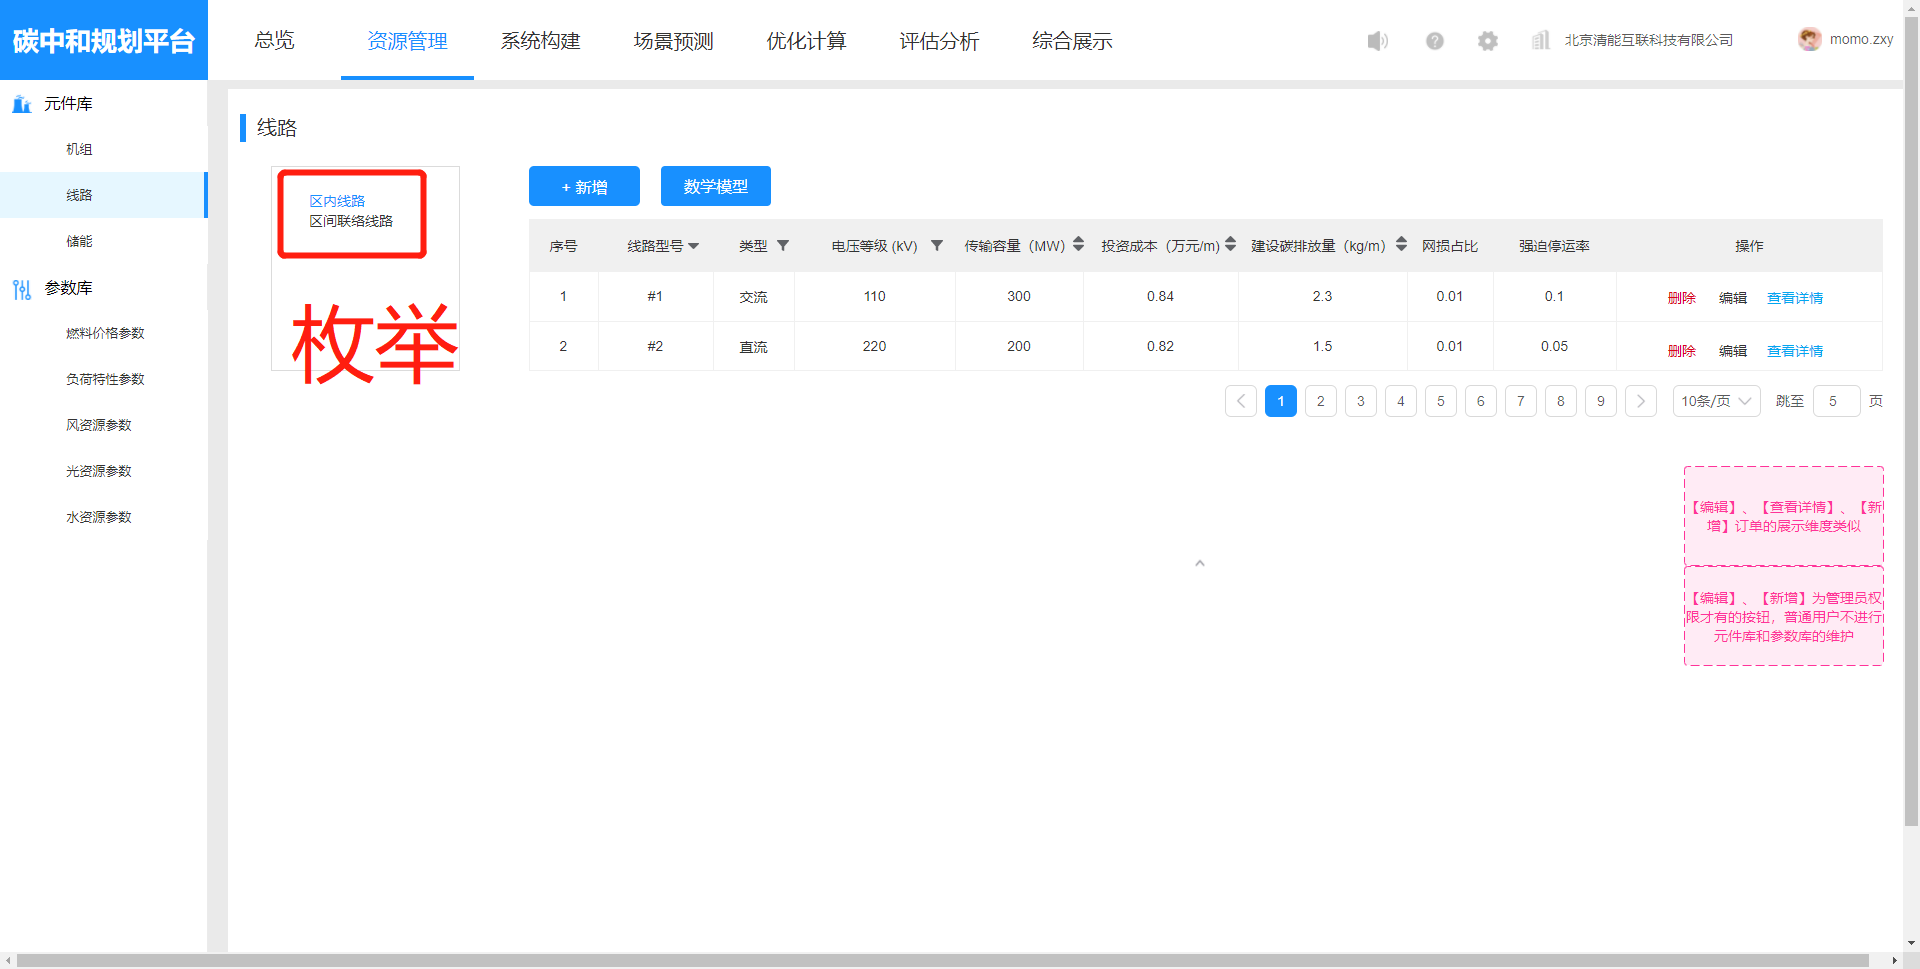 碳中和规划平台
总览 资源管理 系统构建 场景预测 优化计算 评估分析 综合展示 北京清能互联科技有限公司 momo.zxy
元件库
机组
线路
储能
参数库
燃料价格参数
负荷特性参数
风资源参数
光资源参数
水资源参数
线路
区内线路
区间联络线路
枚举
+ 新增 数学模型
序号 线路型号 类型 电压等级 (kV) 传输容量（MW） 投资成本（万元/m) 建设碳排放量（kg/m） 网损占比 强迫停运率 操作
1 #1 交流 110 300 0.84 2.3 0.01 0.1 删除 编辑 查看详情
2 #2 直流 220 200 0.82 1.5 0.01 0.05 删除 编辑 查看详情
1 2 3 4 5 6 7 8 9 10条/页 跳至 5 页
【编辑】、【查看详情】、【新
增】订单的展示维度类似
【编辑】、【新增】为管理员权
限才有的按钮，普通用户不进行
元件库和参数库的维护